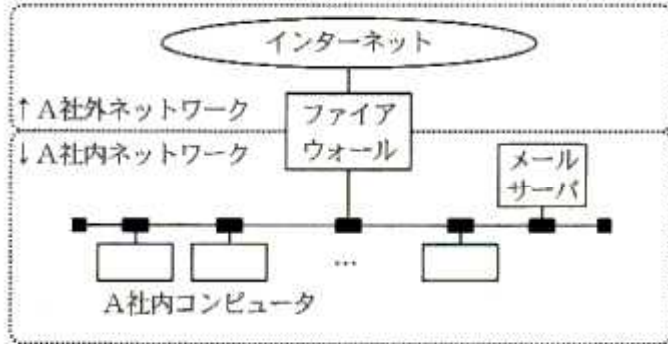 インターネット
↑A社外ネットワーク
ファイア
ウォール
↓A社内ネットワーク
メール
サーバ
…
A社内コンピュータ